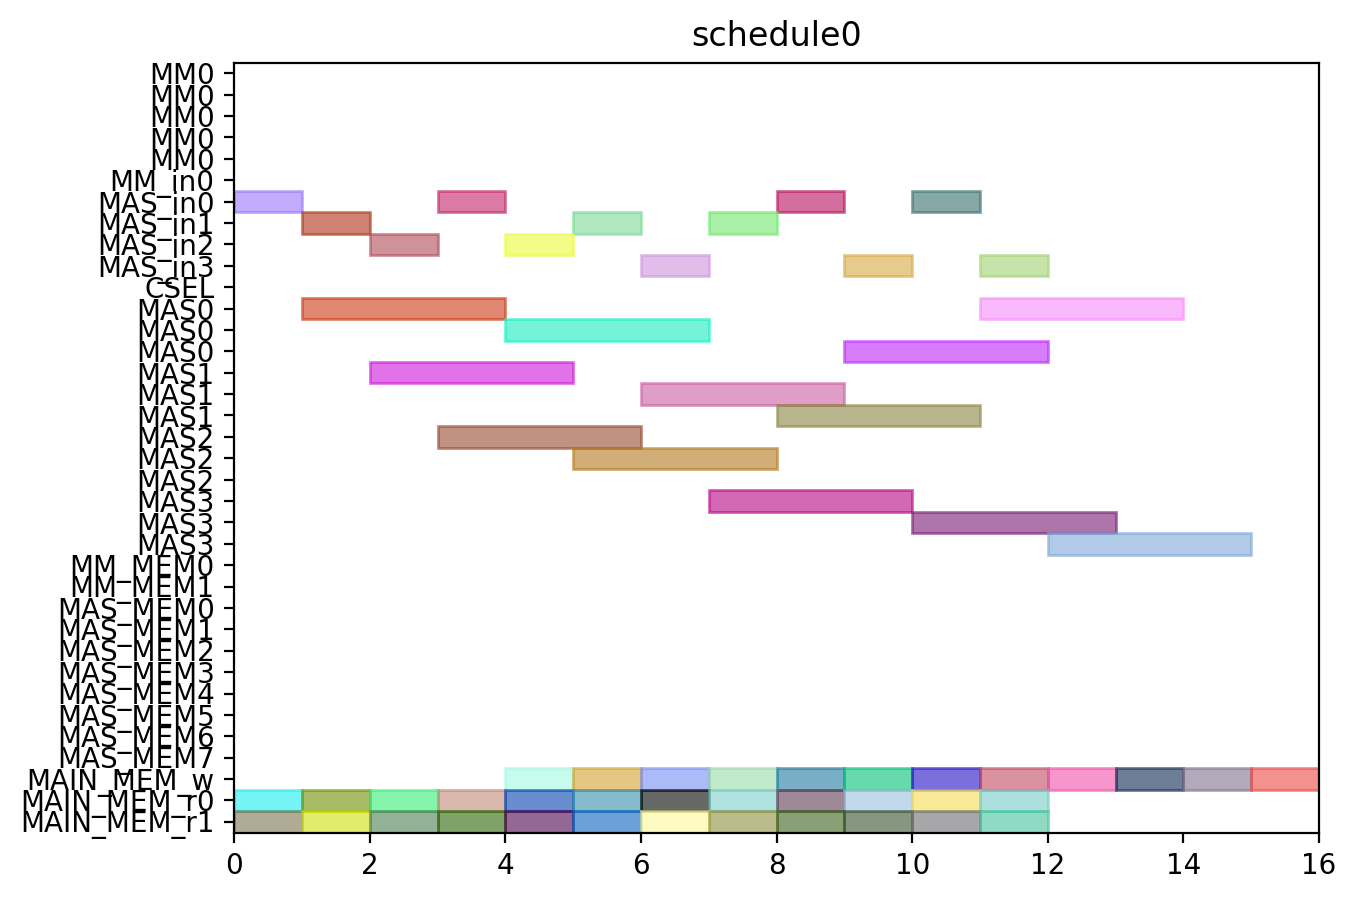 schedule0
MM0
MM0
MM0
MM0
MM0
MM_in0
MAS_in0
MAS_in1
MAS_in2
MAS_in3
CSEL
MAS0
MAS0
MAS0
MAS1
MAS1
MAS1
MAS2
MAS2
MAS2
MAS3
MAS3
MAS3
MM_MEM0
MM_MEM1
MAS_MEM0
MAS_MEM1
MAS_MEM2
MAS_MEM3
MAS_MEM4
MAS_MEM5
MAS_MEM6
MAS_MEM7
MAIN_MEM_w
MAIN_MEM_r0
MAIN_MEM_r1
0 2 4 6 8 10 12 14 16